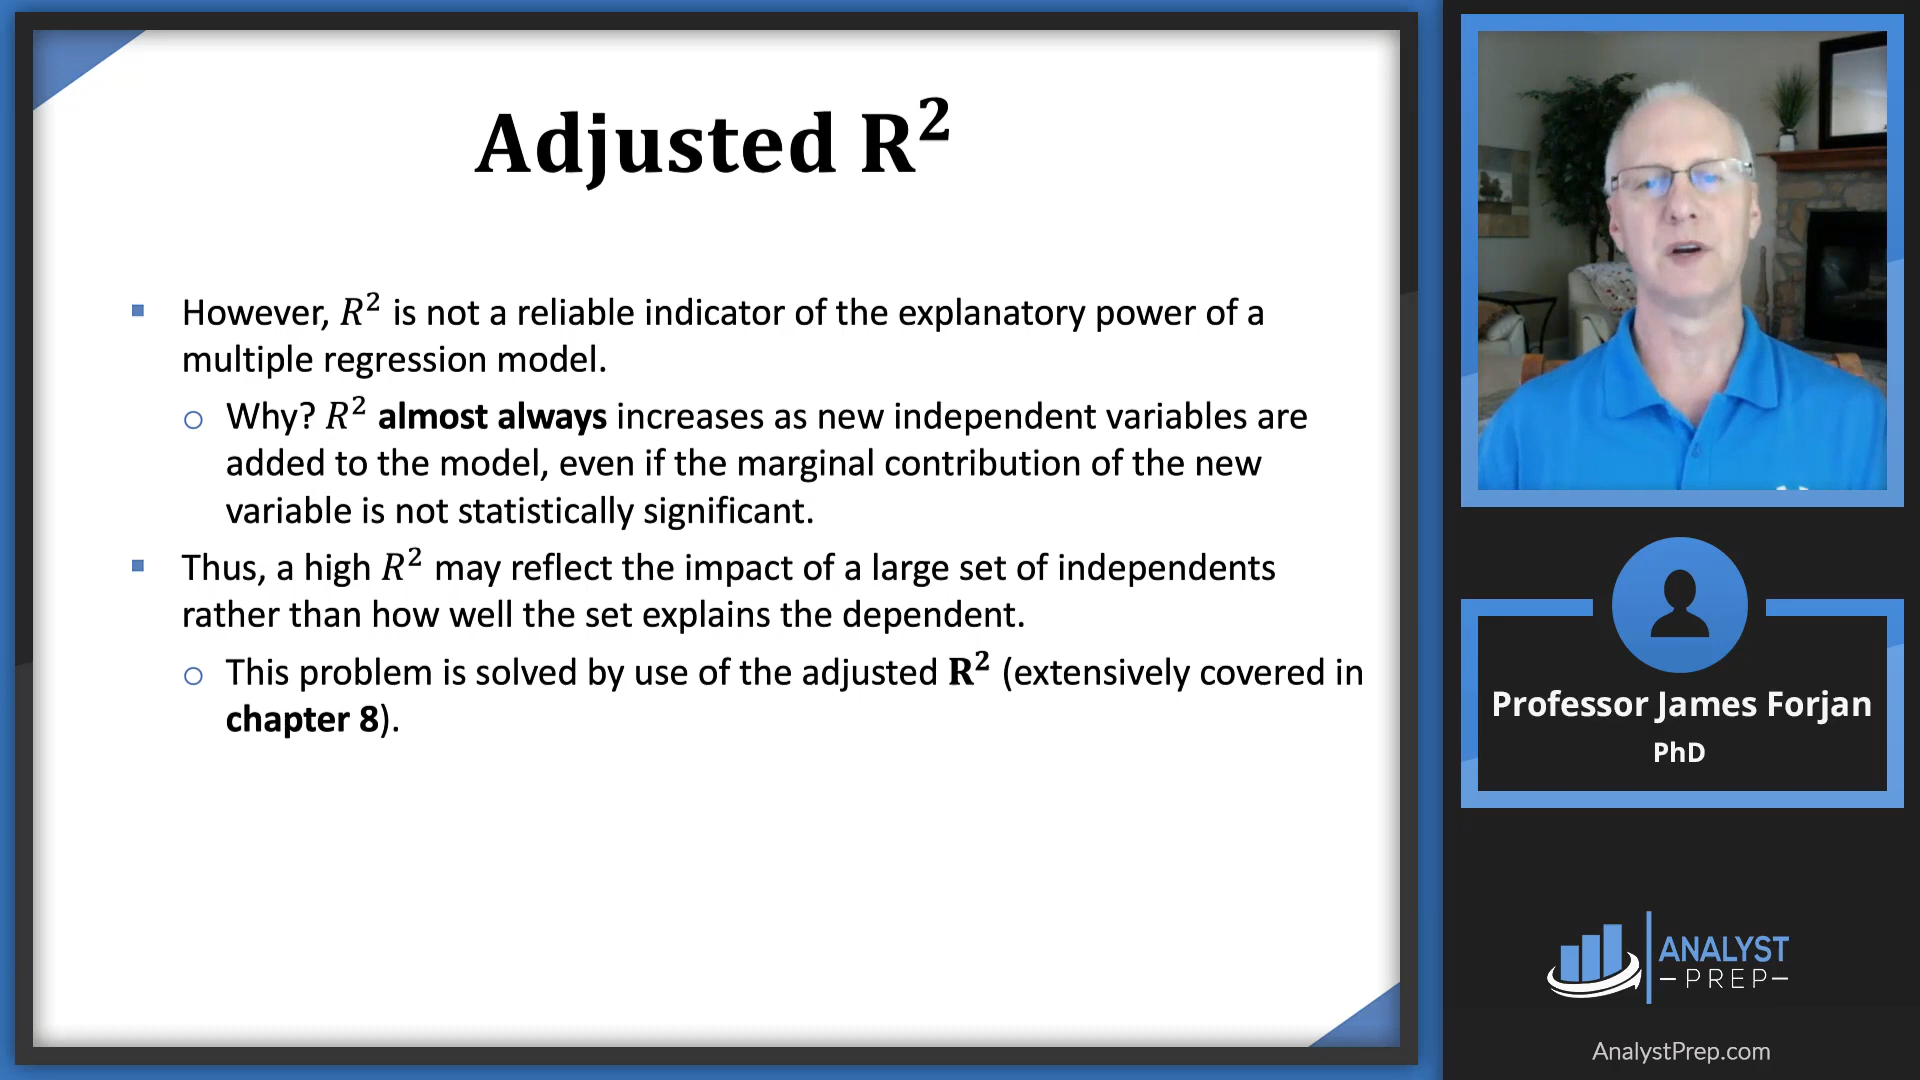 Adjusted R²
However, R² is not a reliable indicator of the explanatory power of a
multiple regression model.
Why? R² almost always increases as new independent variables are
added to the model, even if the marginal contribution of the new
variable is not statistically significant.
Thus, a high R² may reflect the impact of a large set of independents
rather than how well the set explains the dependent.
This problem is solved by use of the adjusted R² (extensively covered in
chapter 8).
Professor James Forjan
PhD
ANALYST
PREP
AnalystPrep.com